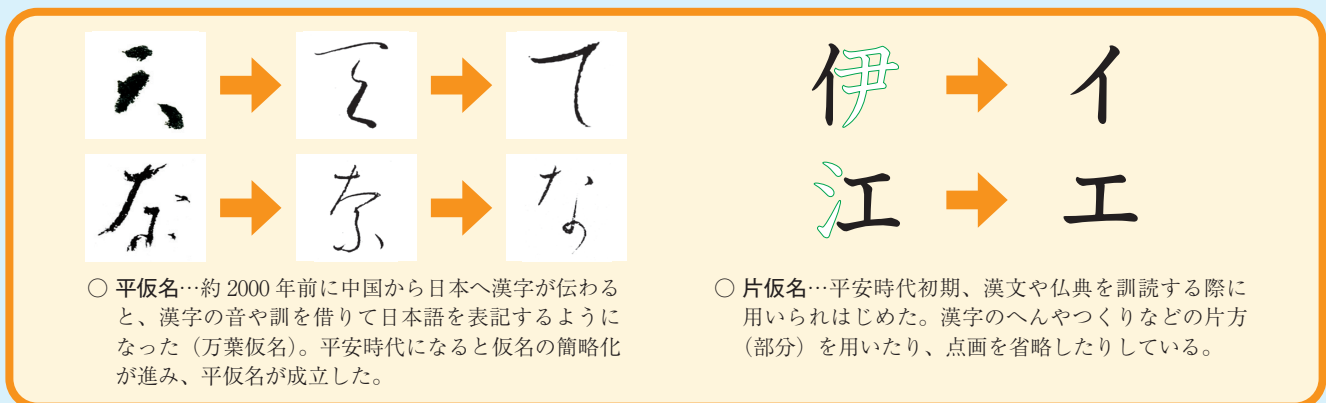 天 て て
奈 奈 な
○ 平仮名…約 2000 年前に中国から日本へ漢字が伝わる
と、漢字の音や訓を借りて日本語を表記するように
なった（万葉仮名）。平安時代になると仮名の簡略化
が進み、平仮名が成立した。
伊 イ
江 エ
○ 片仮名…平安時代初期、漢文や仏典を訓読する際に
用いられはじめた。漢字のへんやつくりなどの片方
（部分）を用いたり、点画を省略したりしている。